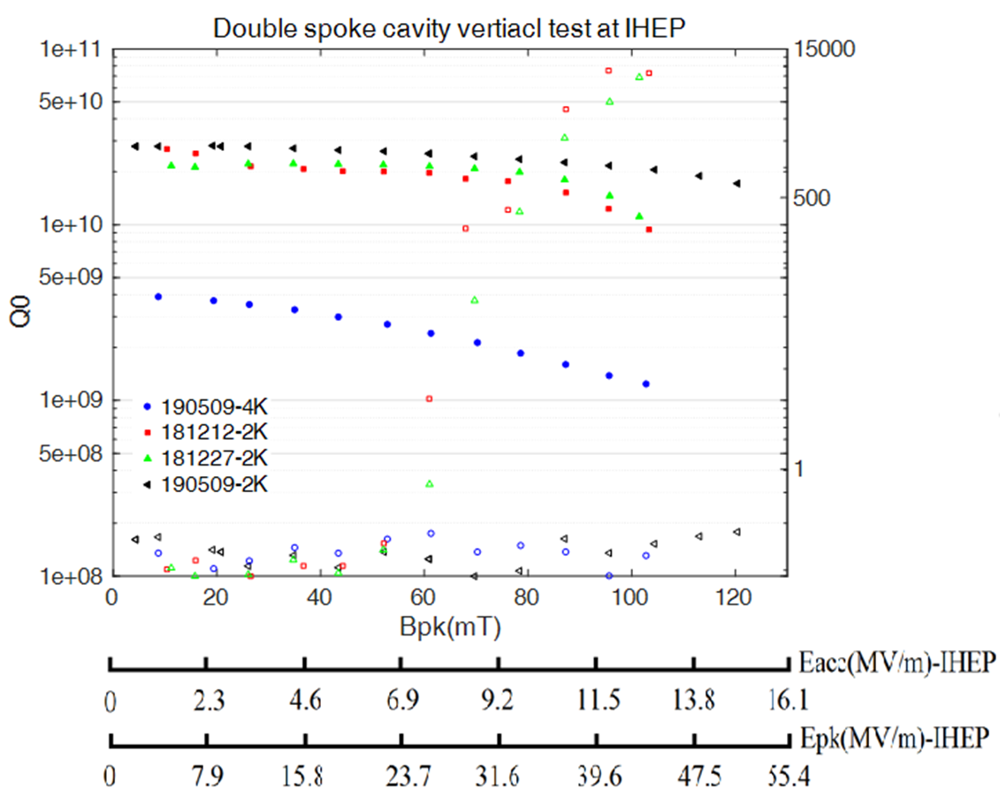 Double spoke cavity vertiacl test at IHEP
1e+11
15000
5e+10
500
1e+10
5e+09
Q0
1e+09
190509-4K
181212-2K
5e+08
181227-2K
1
190509-2K
1e+08
0 20 40 60 80 100 120
Bpk(mT)
Eacc(MV/m)-IHEP
0 2.3 4.6 6.9 9.2 11.5 13.8 16.1
Epk(MV/m)-IHEP
0 7.9 15.8 23.7 31.6 39.6 47.5 55.4